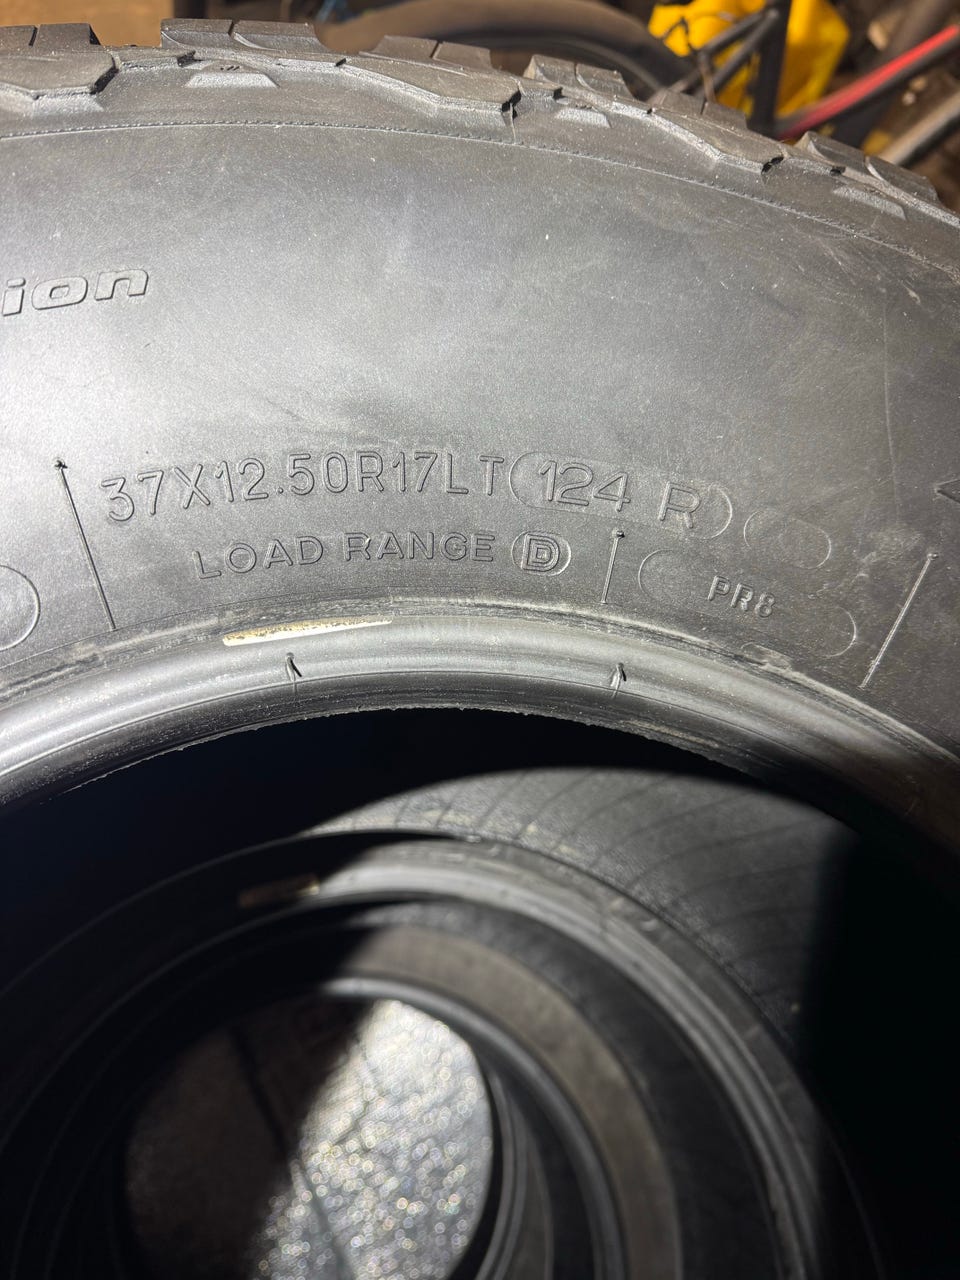 ion
37X12.50R17LT 124 R
LOAD RANGE D
PR8